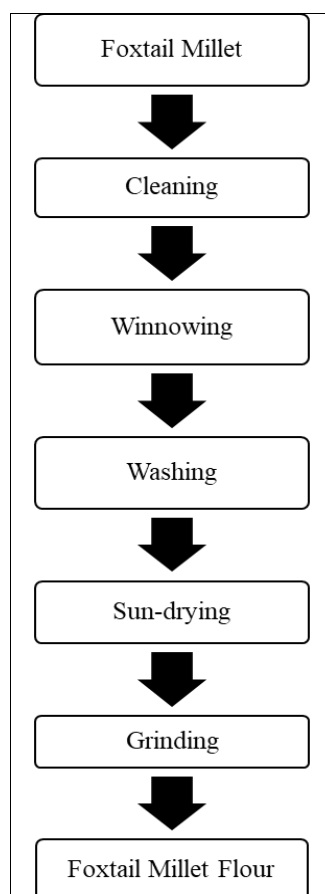 Foxtail Millet
Cleaning
Winnowing
Washing
Sun-drying
Grinding
Foxtail Millet Flour